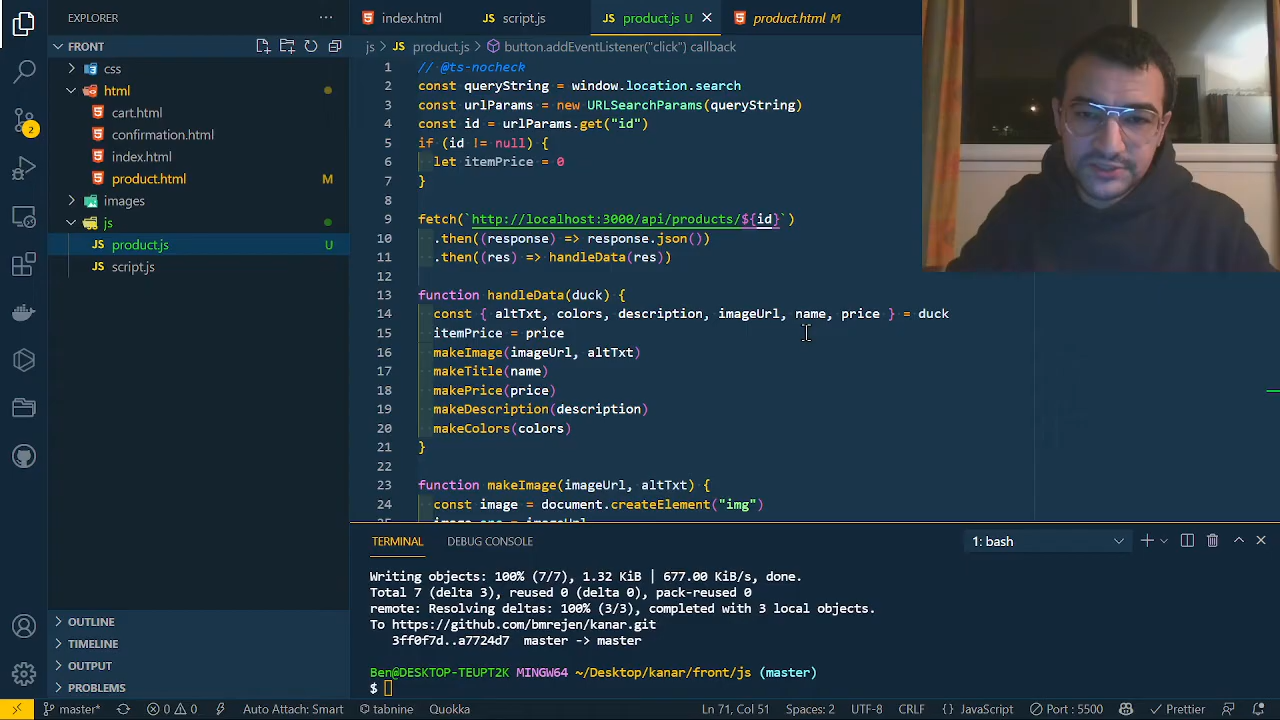 EXPLORER
index.html
script.js
product.js U
product.html M
FRONT
js > product.js > button.addEventListener("click") callback
css
html
cart.html
confirmation.html
index.html
product.html M
images
js
product.js U
script.js
2
1 // @ts-nocheck
2 const queryString = window.location.search
3 const urlParams = new URLSearchParams(queryString)
4 const id = urlParams.get("id")
5 if (id != null) {
6 let itemPrice = 0
7 }
8
9 fetch(`http://localhost:3000/api/products/${id}`)
10 .then((response) => response.json())
11 .then((res) => handleData(res))
12
13 function handleData(duck) {
14 const { altTxt, colors, description, imageUrl, name, price } = duck
15 itemPrice = price
16 makeImage(imageUrl, altTxt)
17 makeTitle(name)
18 makePrice(price)
19 makeDescription(description)
20 makeColors(colors)
21 }
22
23 function makeImage(imageUrl, altTxt) {
24 const image = document.createElement("img")
TERMINAL DEBUG CONSOLE 1: bash
Writing objects: 100% (7/7), 1.32 KiB | 677.00 KiB/s, done.
Total 7 (delta 3), reused 0 (delta 0), pack-reused 0
remote: Resolving deltas: 100% (3/3), completed with 3 local objects.
To https://github.com/bmrejen/kanar.git
3ff0f7d..a7724d7 master -> master
Ben@DESKTOP-TEUPT2K MINGW64 ~/Desktop/kanar/front/js (master)
$
OUTLINE
TIMELINE
OUTPUT
PROBLEMS
master* 0 0 Auto Attach: Smart tabnine Quokka Ln 71, Col 51 Spaces: 2 UTF-8 CRLF {} JavaScript Port : 5500 Prettier